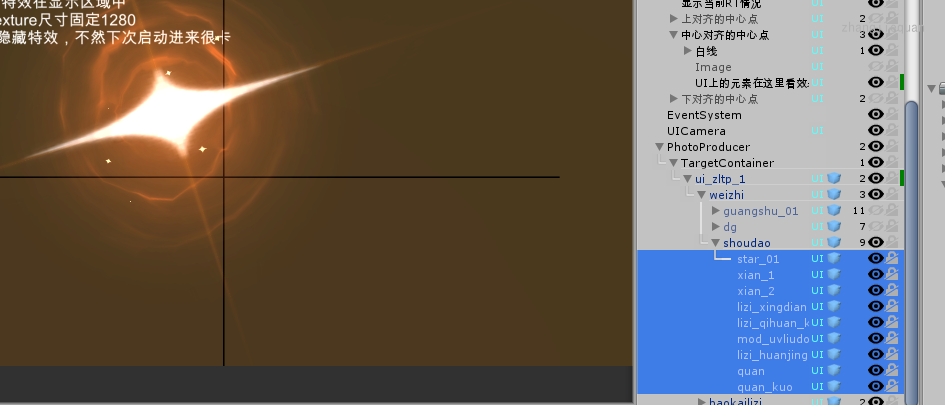 特效在显示区域中
exture尺寸固定1280
隐藏特效，不然下次启动进来很卡
显示当前RT情况 UI
上对齐的中心点 UI 2
中心对齐的中心点 UI 3
白线 UI 1
Image UI
UI上的元素在这里看效 UI
下对齐的中心点 UI 2
EventSystem
UICamera UI
PhotoProducer 2
TargetContainer 1
ui_zltp_1 UI 2
weizhi UI 3
guangshu_01 UI 11
dg UI 7
shoudao UI 9
star_01 UI
xian_1 UI
xian_2 UI
lizi_xingdian UI
lizi_qihuan_k UI
mod_uvliudo UI
lizi_huanjing UI
quan UI
quan_kuo UI
baokailizi UI 2